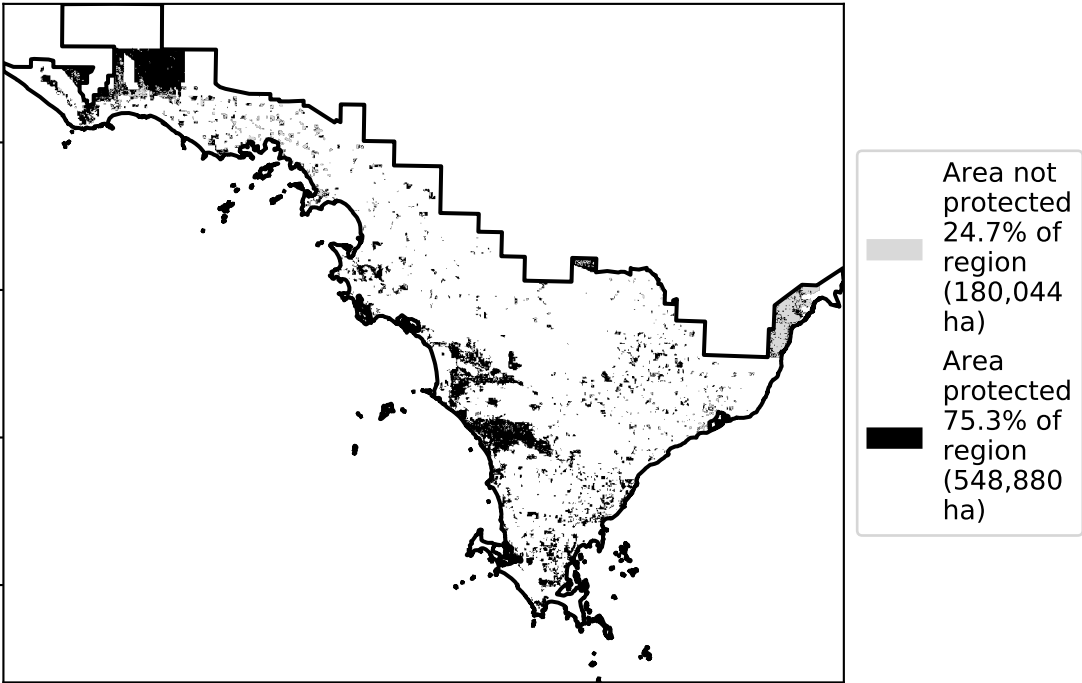 Area not
protected
24.7% of
region
(180,044
ha)
Area
protected
75.3% of
region
(548,880
ha)